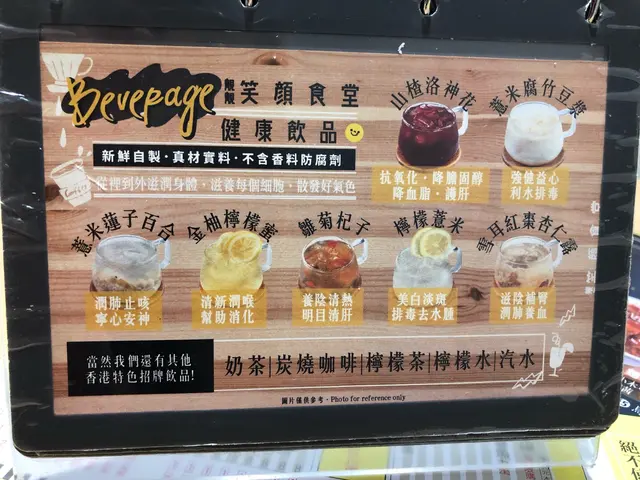 Beverage
靚靚 笑顏食堂
健康飲品
新鮮自製·真材實料·不含香料防腐劑
從裡到外滋潤身體，滋養每個細胞，散發好氣色
山楂洛神花
抗氧化·降膽固醇
降血脂·護肝
薏米腐竹豆漿
強健益心
利水排毒
薏米蓮子百合
潤肺止咳
寧心安神
金柚檸檬蜜
清新潤喉
幫助消化
雛菊杞子
養陰清熱
明目清肝
檸檬薏米
美白淡斑
排毒去水腫
雪耳紅棗杏仁露
滋陰補腎
潤肺養血
當然我們還有其他
香港特色招牌飲品!
奶茶|炭燒咖啡|檸檬茶|檸檬水|汽水
圖片僅供參考·Photo for reference only